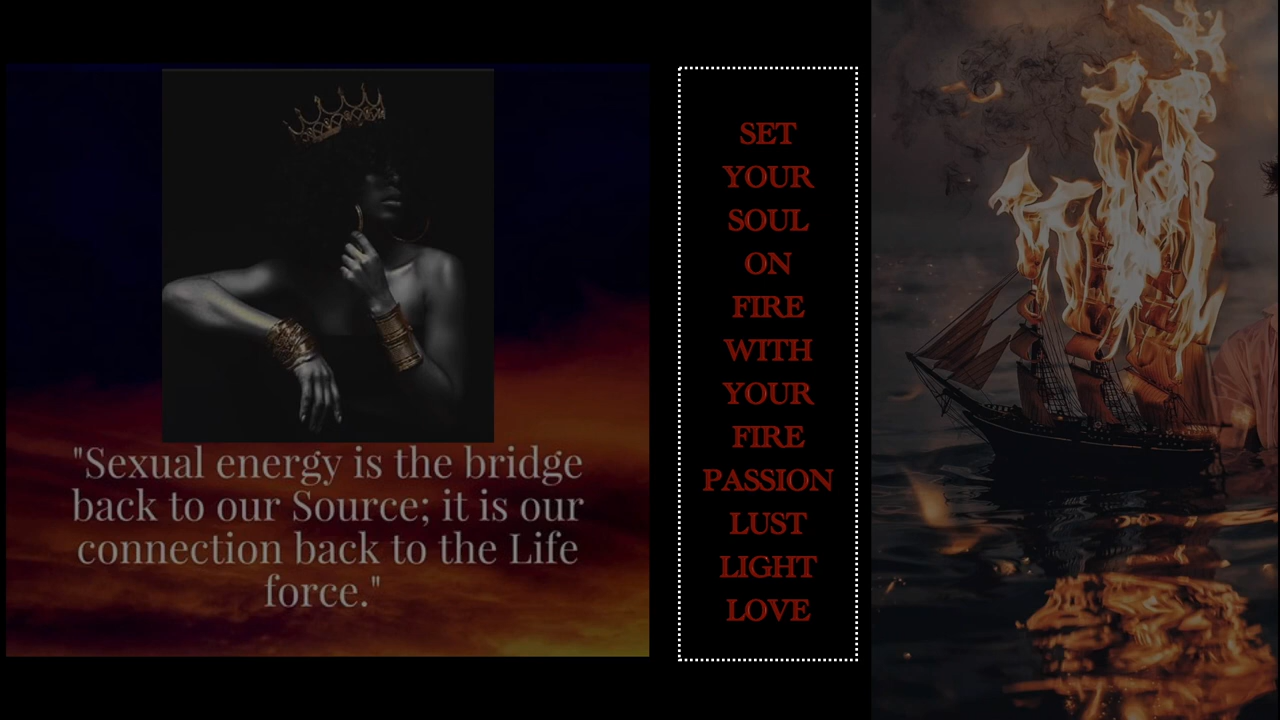 "Sexual energy is the bridge
back to our Source; it is our
connection back to the Life
force."
SET
YOUR
SOUL
ON
FIRE
WITH
YOUR
FIRE
PASSION
LUST
LIGHT
LOVE